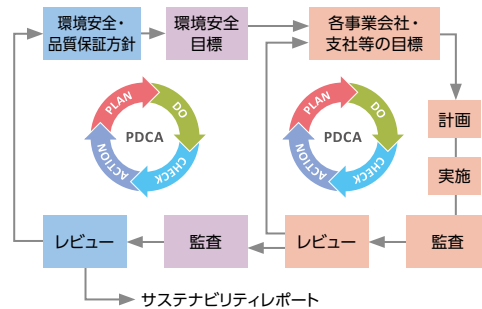 環境安全・
品質保証方針
環境安全
目標
各事業会社・
支社等の目標
PLAN
DO
CHECK
ACTION
PDCA
PLAN
DO
CHECK
ACTION
PDCA
計画
実施
レビュー
監査
レビュー
監査
サステナビリティレポート